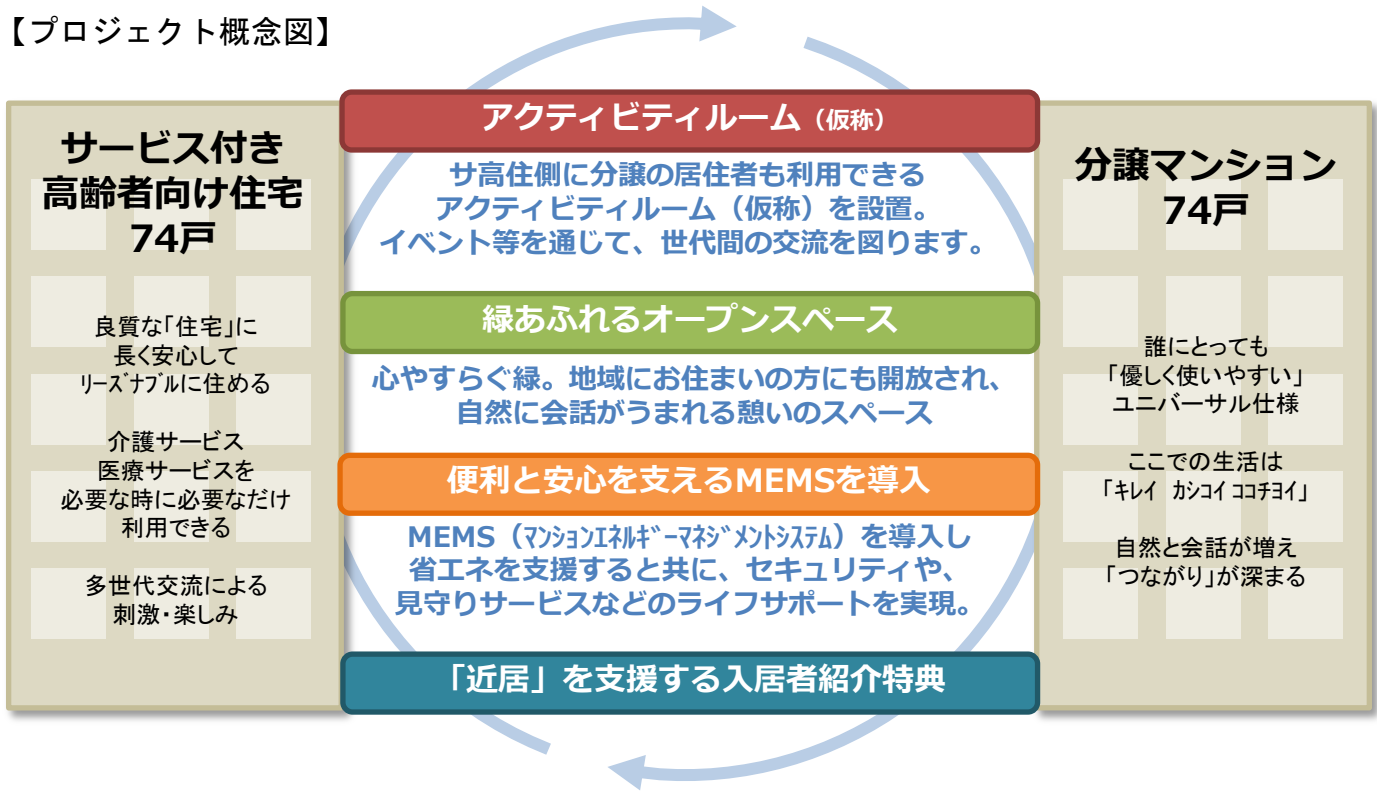 【プロジェクト概念図】
サービス付き
高齢者向け住宅
74戸
良質な「住宅」に
長く安心して
ﾘｰｽﾞﾅﾌﾞﾙに住める
介護サービス
医療サービスを
必要な時に必要なだけ
利用できる
多世代交流による
刺激・楽しみ
アクティビティルーム（仮称）
サ高住側に分譲の居住者も利用できる
アクティビティルーム（仮称）を設置。
イベント等を通じて、世代間の交流を図ります。
緑あふれるオープンスペース
心やすらぐ緑。地域にお住まいの方にも開放され、
自然に会話がうまれる憩いのスペース
便利と安心を支えるMEMSを導入
MEMS（ﾏﾝｼｮﾝｴﾈﾙｷﾞｰﾏﾈｼﾞﾒﾝﾄｼｽﾃﾑ）を導入し
省エネを支援すると共に、セキュリティや、
見守りサービスなどのライフサポートを実現。
「近居」を支援する入居者紹介特典
分譲マンション
74戸
誰にとっても
「優しく使いやすい」
ユニバーサル仕様
ここでの生活は
「ｷﾚｲ ｶｼｺｲ ｺｺﾁﾖｲ」
自然と会話が増え
「つながり」が深まる